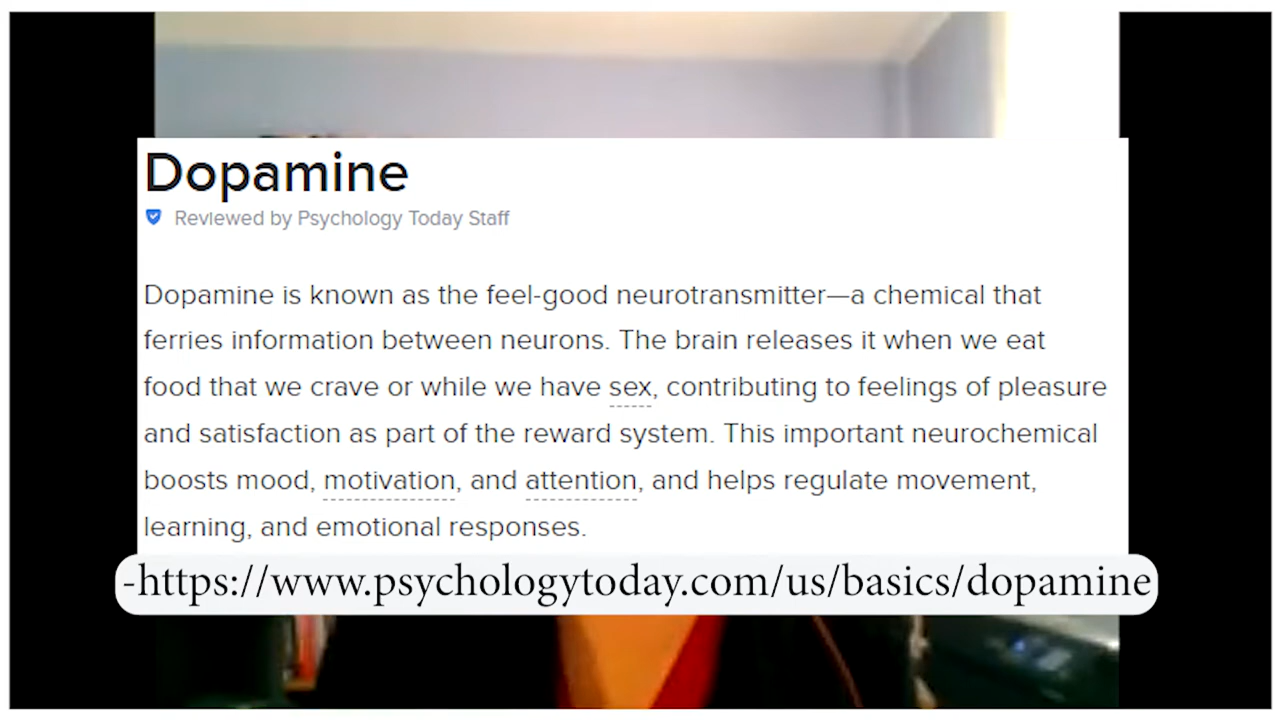 Dopamine
Reviewed by Psychology Today Staff
Dopamine is known as the feel-good neurotransmitter—a chemical that
ferries information between neurons. The brain releases it when we eat
food that we crave or while we have sex, contributing to feelings of pleasure
and satisfaction as part of the reward system. This important neurochemical
boosts mood, motivation, and attention, and helps regulate movement,
learning, and emotional responses.
-https://www.psychologytoday.com/us/basics/dopamine